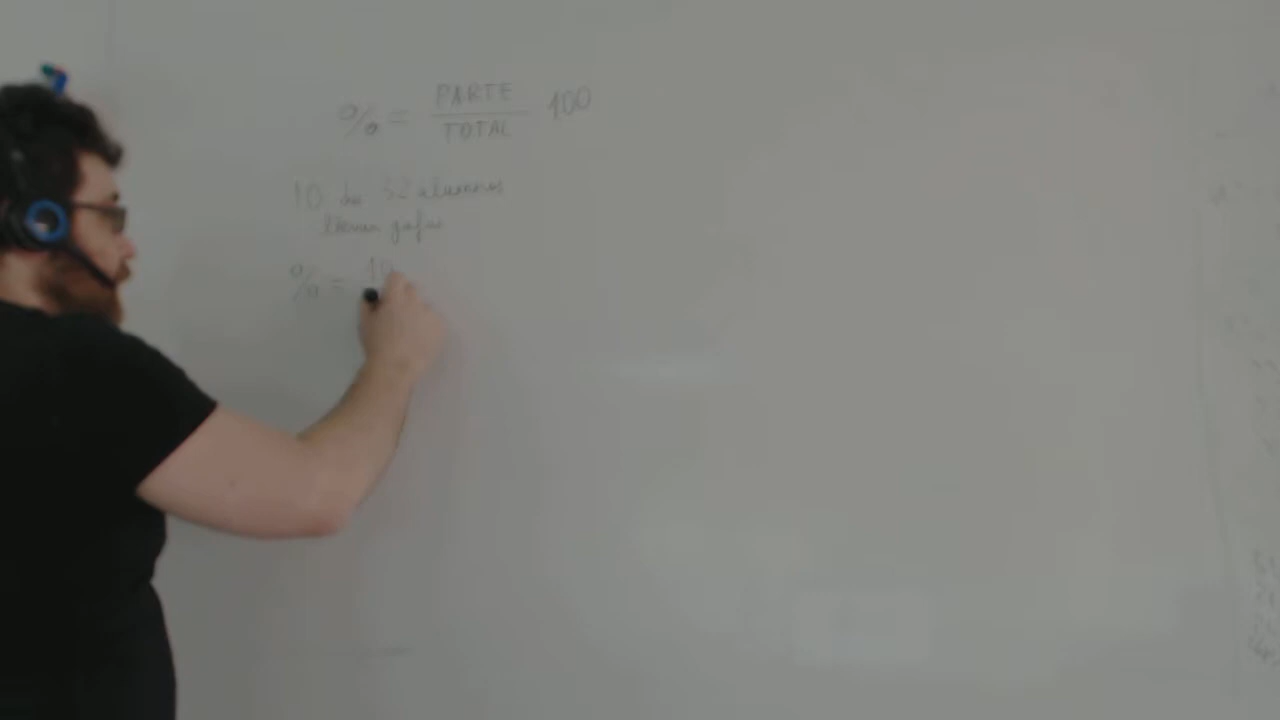 % = PARTE / TOTAL 100
10 de 32 alumnos
llevan gafas
% = 10